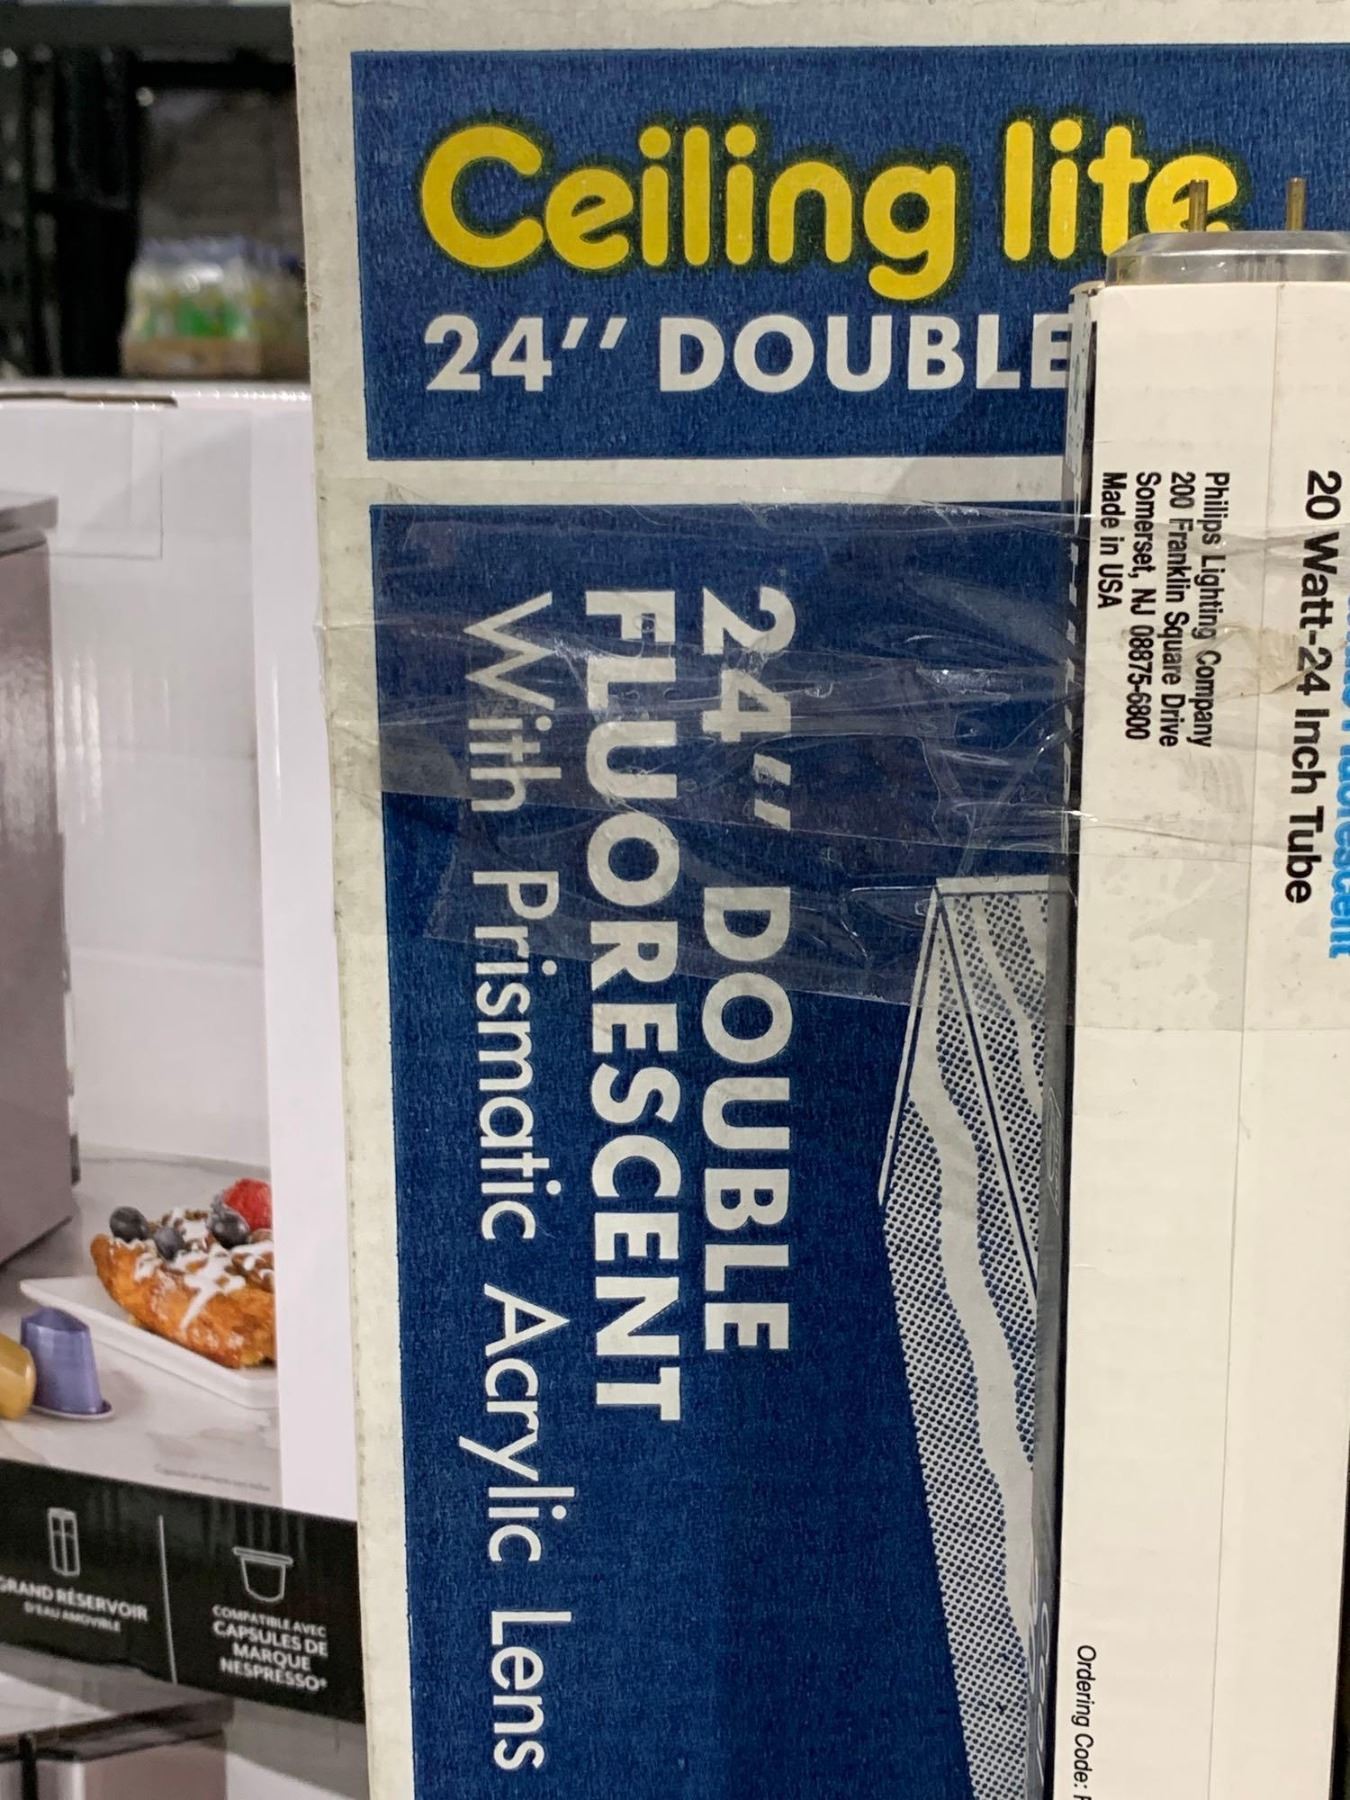 Ceiling lite
24" DOUBLE
24" DOUBLE
FLUORESCENT
With Prismatic Acrylic Lens
20 Watt-24 Inch Tube
Philips Lighting Company
200 Franklin Square Drive
Somerset, NJ 08875-6800
Made in USA
Ordering Code:
GRAND RÉSERVOIR
D'EAU AMOVIBLE
COMPATIBLE AVEC
CAPSULES DE
MARQUE
NESPRESSO*